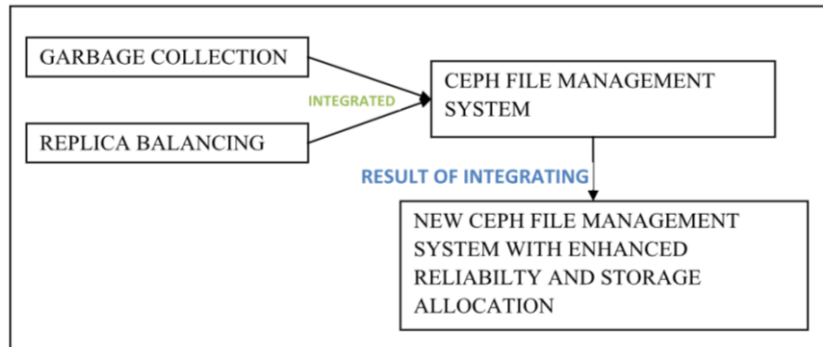 GARBAGE COLLECTION
INTEGRATED
REPLICA BALANCING
CEPH FILE MANAGEMENT
SYSTEM
RESULT OF INTEGRATING
NEW CEPH FILE MANAGEMENT
SYSTEM WITH ENHANCED
RELIABILTY AND STORAGE
ALLOCATION